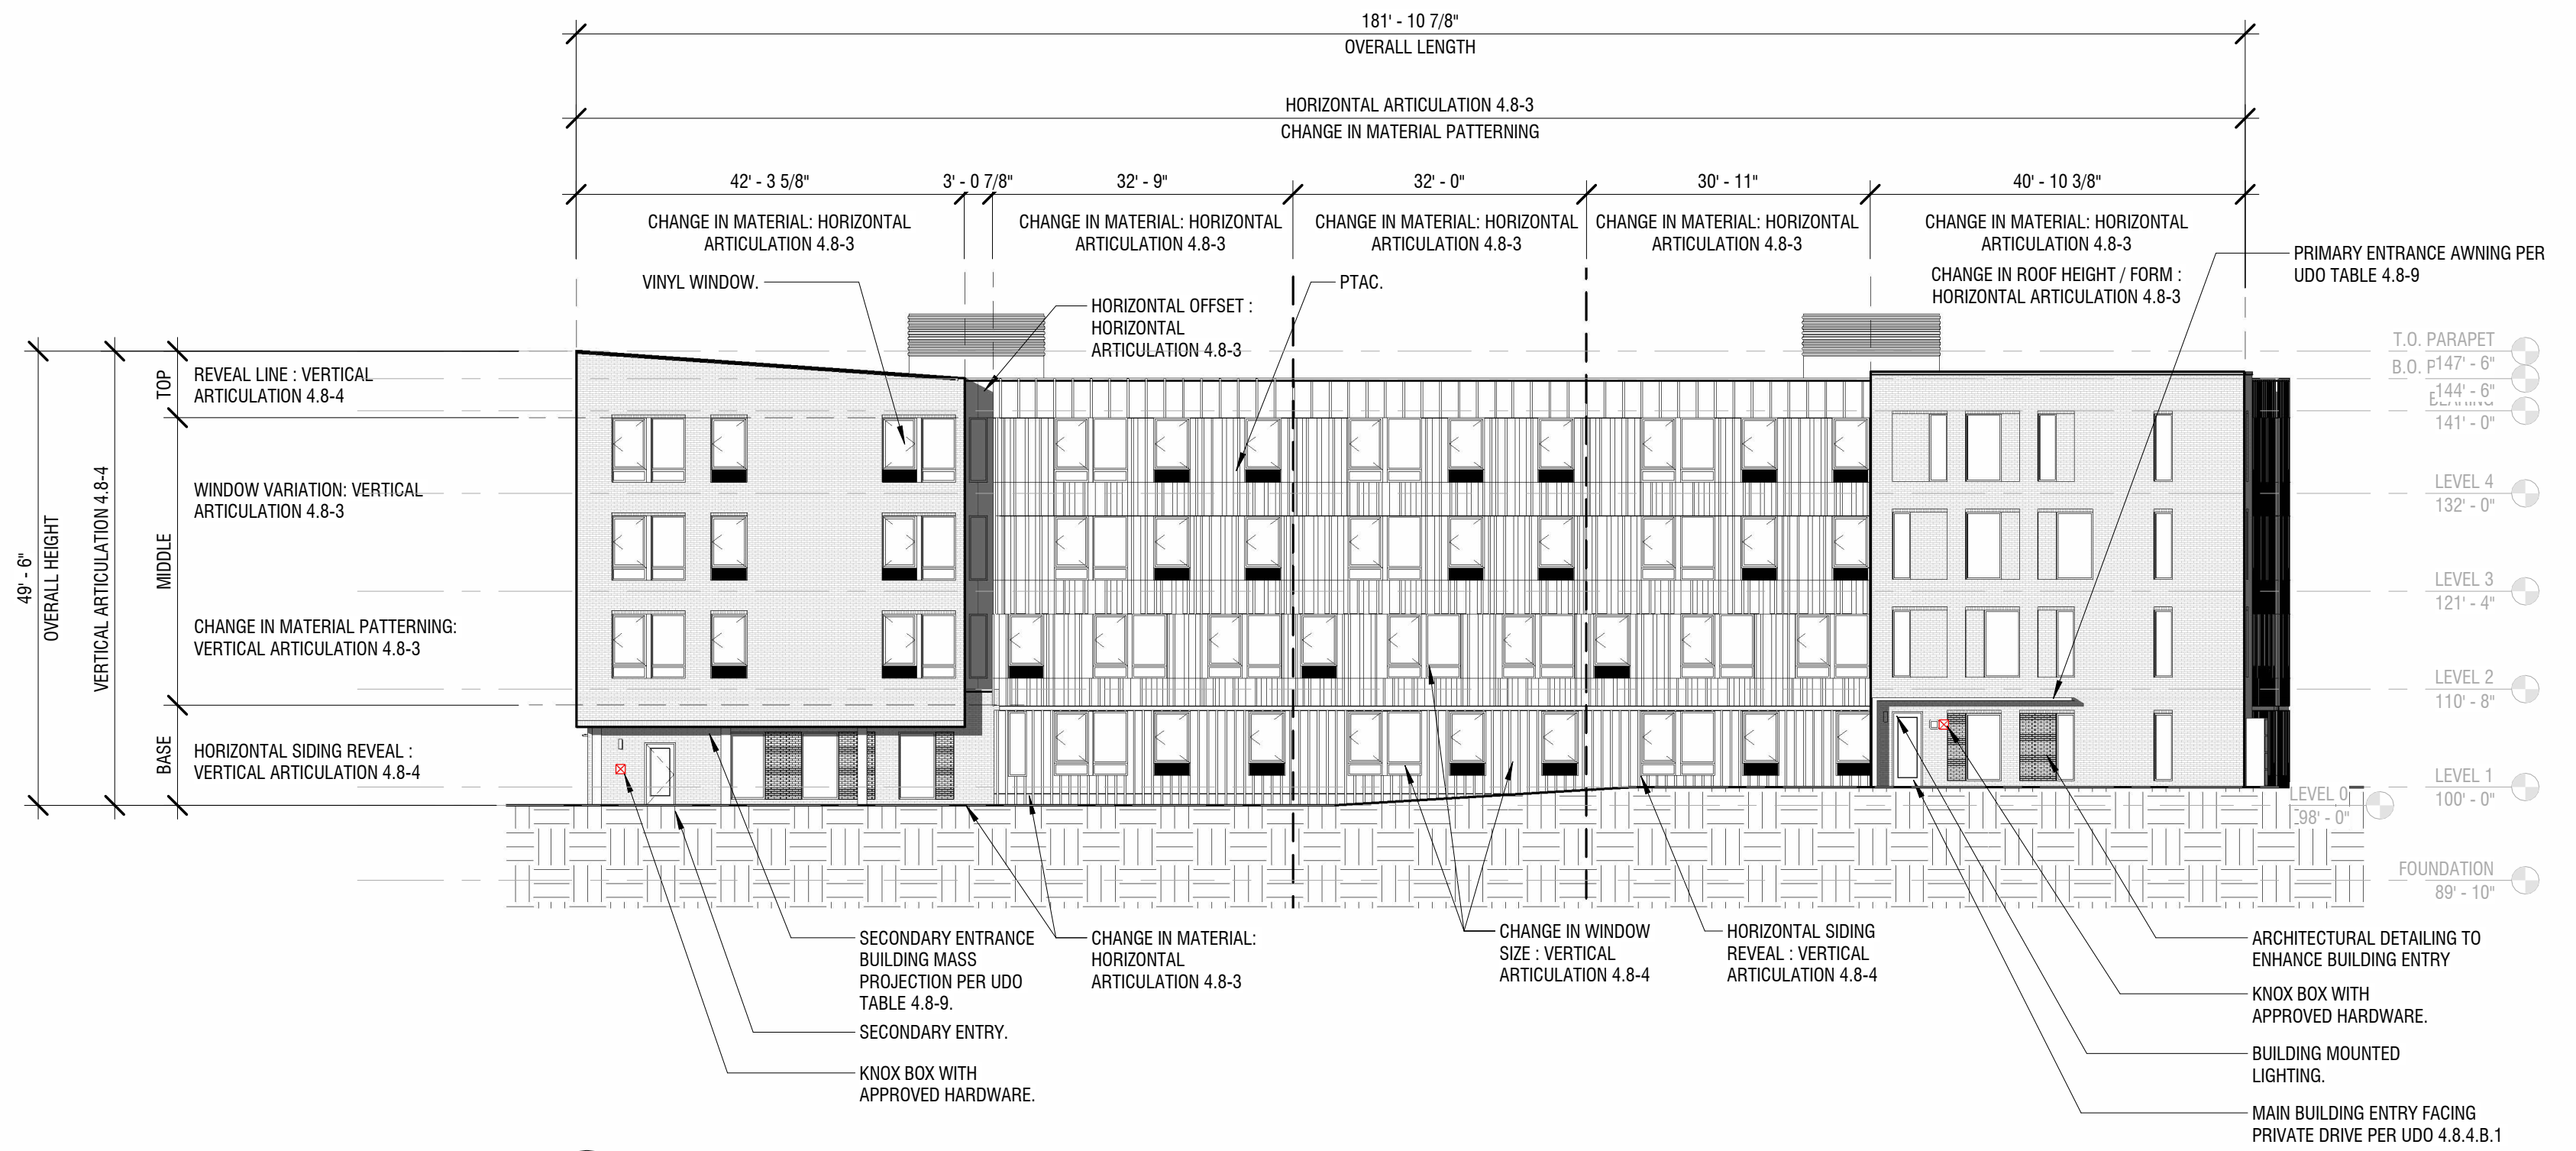 181' - 10 7/8"
OVERALL LENGTH
HORIZONTAL ARTICULATION 4.8-3
CHANGE IN MATERIAL PATTERNING
42' - 3 5/8"
3' - 0 7/8"
32' - 9"
32' - 0"
30' - 11"
40' - 10 3/8"
CHANGE IN MATERIAL: HORIZONTAL
ARTICULATION 4.8-3
CHANGE IN MATERIAL: HORIZONTAL
ARTICULATION 4.8-3
CHANGE IN MATERIAL: HORIZONTAL
ARTICULATION 4.8-3
CHANGE IN MATERIAL: HORIZONTAL
ARTICULATION 4.8-3
CHANGE IN MATERIAL: HORIZONTAL
ARTICULATION 4.8-3
CHANGE IN ROOF HEIGHT / FORM :
HORIZONTAL ARTICULATION 4.8-3
PRIMARY ENTRANCE AWNING PER
UDO TABLE 4.8-9
VINYL WINDOW.
HORIZONTAL OFFSET :
HORIZONTAL
ARTICULATION 4.8-3
PTAC.
49' - 6"
OVERALL HEIGHT
VERTICAL ARTICULATION 4.8-4
TOP
MIDDLE
BASE
REVEAL LINE : VERTICAL
ARTICULATION 4.8-4
WINDOW VARIATION: VERTICAL
ARTICULATION 4.8-3
CHANGE IN MATERIAL PATTERNING:
VERTICAL ARTICULATION 4.8-3
HORIZONTAL SIDING REVEAL :
VERTICAL ARTICULATION 4.8-4
T.O. PARAPET
147' - 6"
B.O. P
144' - 6"
141' - 0"
LEVEL 4
132' - 0"
LEVEL 3
121' - 4"
LEVEL 2
110' - 8"
LEVEL 1
100' - 0"
LEVEL 0
98' - 0"
FOUNDATION
89' - 10"
SECONDARY ENTRANCE
BUILDING MASS
PROJECTION PER UDO
TABLE 4.8-9.
SECONDARY ENTRY.
KNOX BOX WITH
APPROVED HARDWARE.
CHANGE IN MATERIAL:
HORIZONTAL
ARTICULATION 4.8-3
CHANGE IN WINDOW
SIZE : VERTICAL
ARTICULATION 4.8-4
HORIZONTAL SIDING
REVEAL : VERTICAL
ARTICULATION 4.8-4
ARCHITECTURAL DETAILING TO
ENHANCE BUILDING ENTRY
KNOX BOX WITH
APPROVED HARDWARE.
BUILDING MOUNTED
LIGHTING.
MAIN BUILDING ENTRY FACING
PRIVATE DRIVE PER UDO 4.8.4.B.1